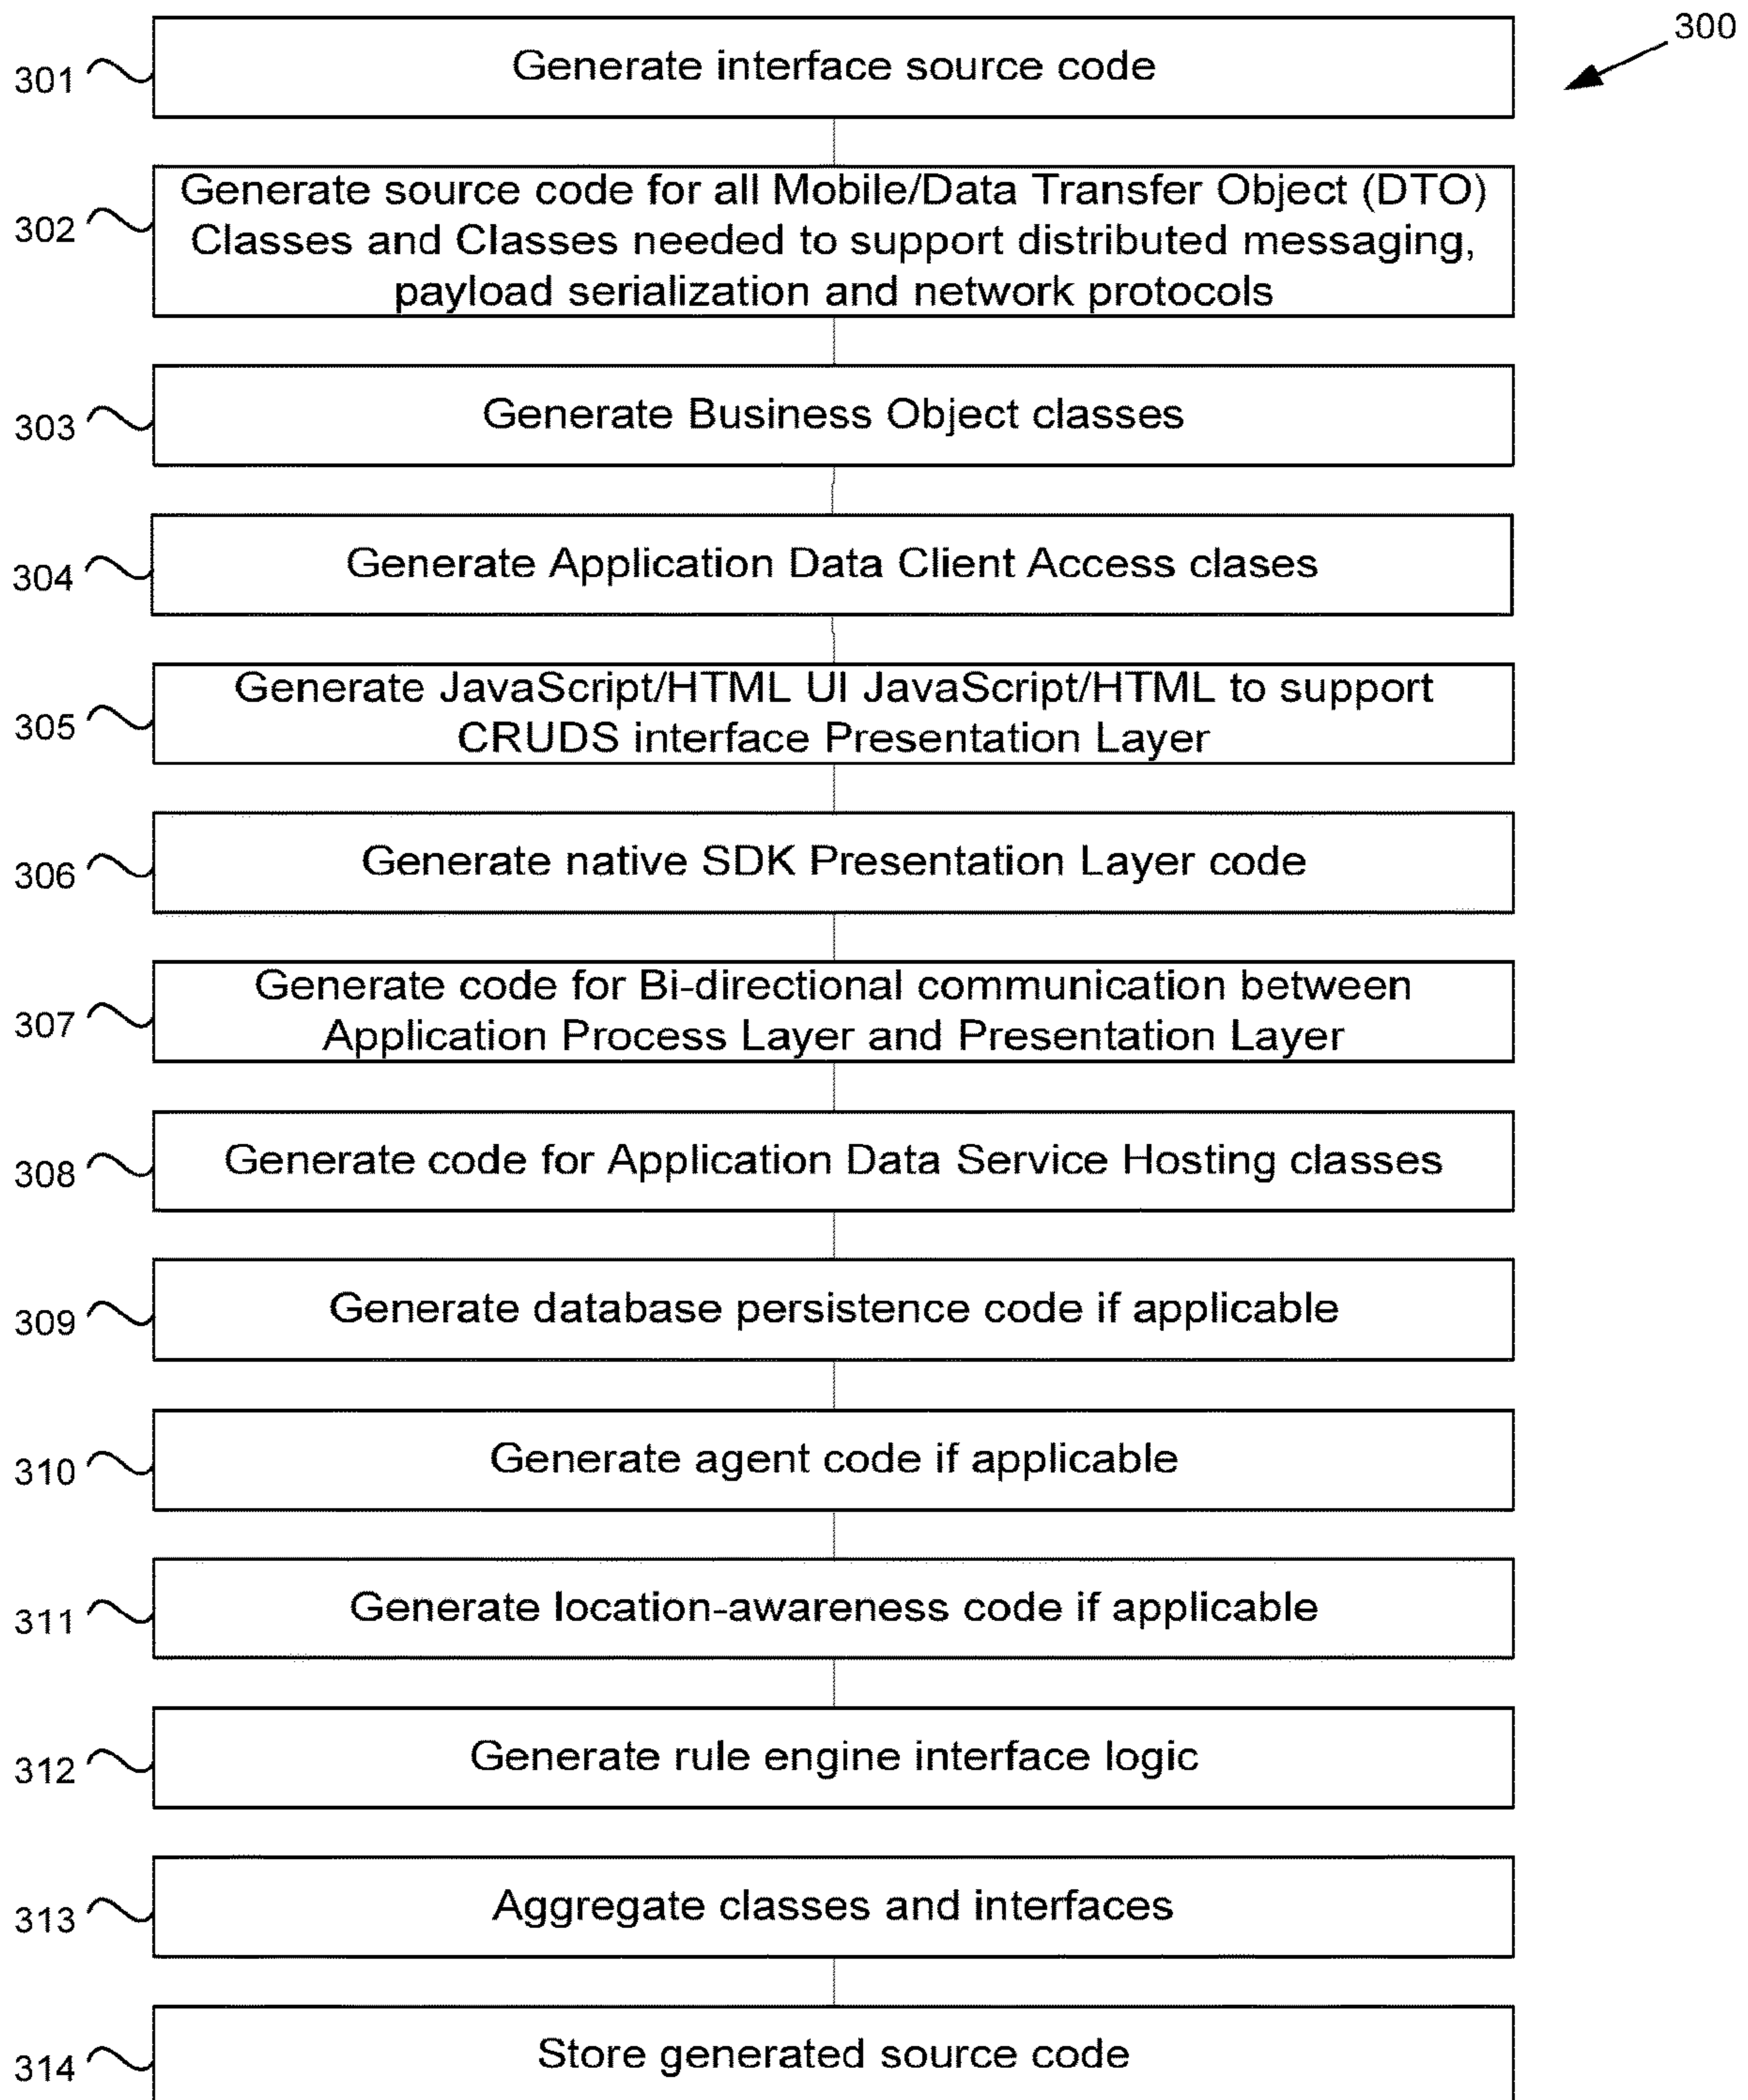 300
301
Generate interface source code
302
Generate source code for all Mobile/Data Transfer Object (DTO)
Classes and Classes needed to support distributed messaging,
payload serialization and network protocols
303
Generate Business Object classes
304
Generate Application Data Client Access clases
305
Generate JavaScript/HTML UI JavaScript/HTML to support
CRUDS interface Presentation Layer
306
Generate native SDK Presentation Layer code
307
Generate code for Bi-directional communication between
Application Process Layer and Presentation Layer
308
Generate code for Application Data Service Hosting classes
309
Generate database persistence code if applicable
310
Generate agent code if applicable
311
Generate location-awareness code if applicable
312
Generate rule engine interface logic
313
Aggregate classes and interfaces
314
Store generated source code